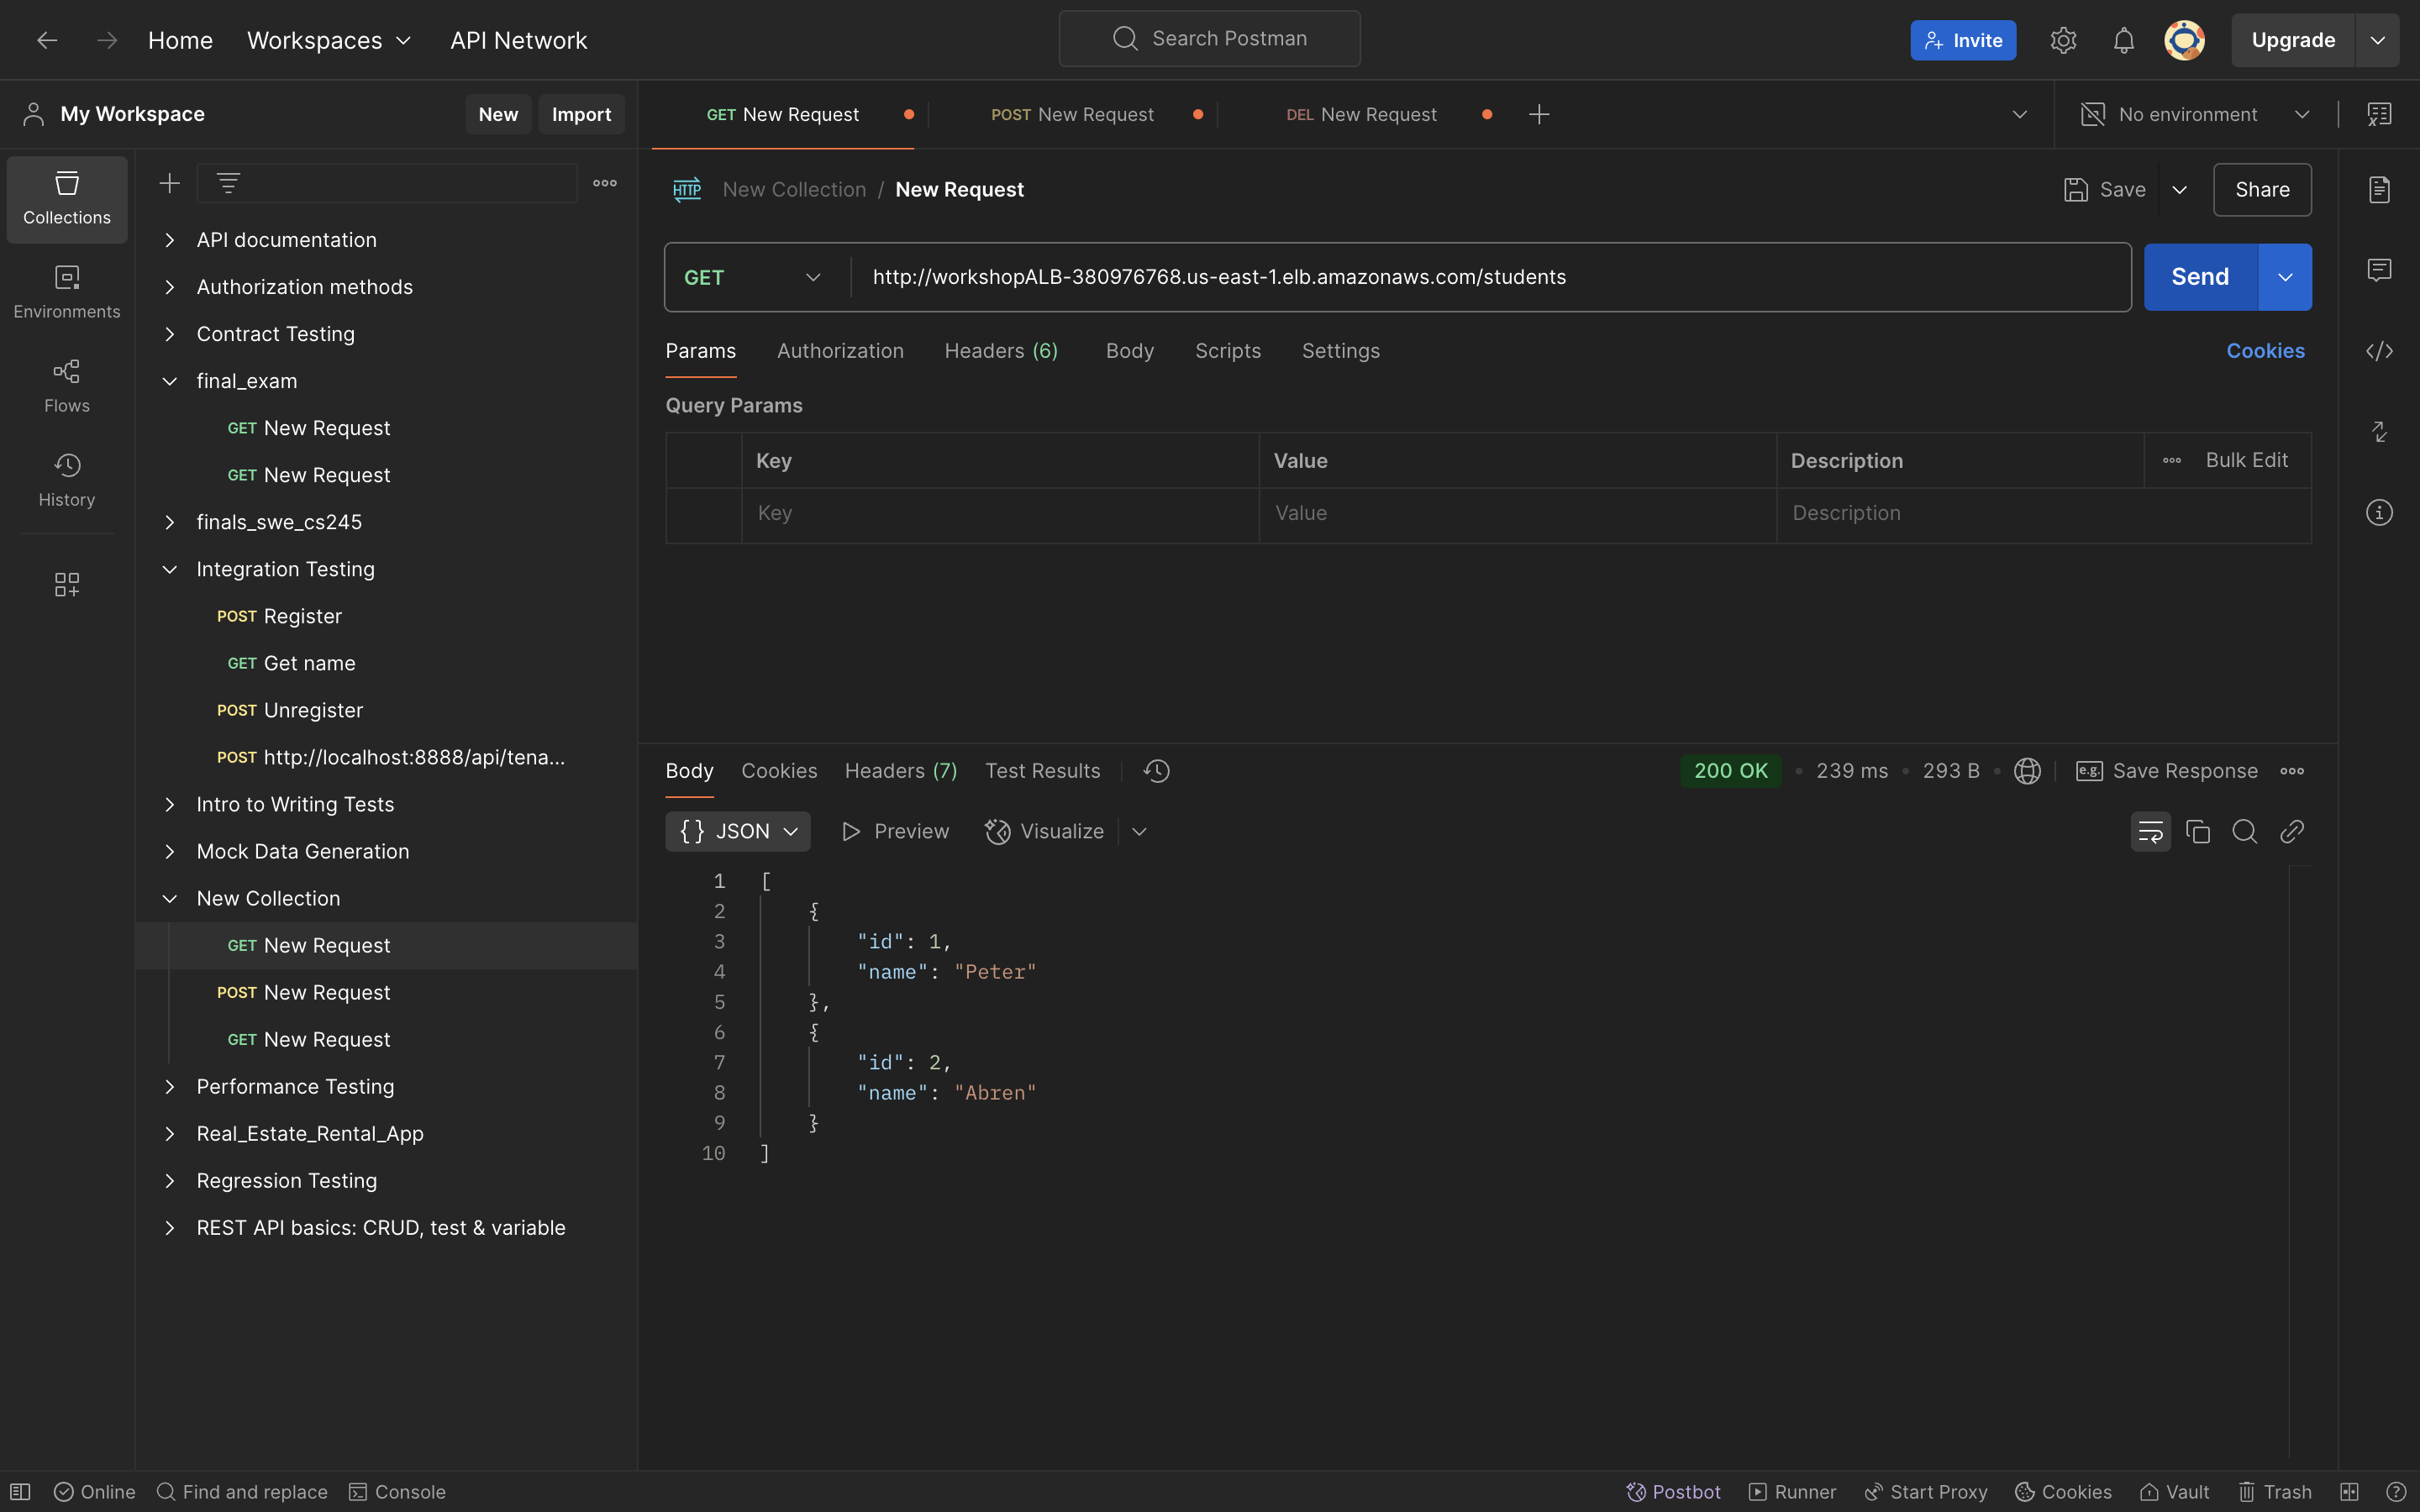 Home Workspaces API Network Search Postman Invite Upgrade
My Workspace New Import
GET New Request POST New Request DEL New Request No environment
Collections
Environments
Flows
History
API documentation
Authorization methods
Contract Testing
final_exam
GET New Request
GET New Request
finals_swe_cs245
Integration Testing
POST Register
GET Get name
POST Unregister
POST http://localhost:8888/api/tena...
Intro to Writing Tests
Mock Data Generation
New Collection
GET New Request
POST New Request
GET New Request
Performance Testing
Real_Estate_Rental_App
Regression Testing
REST API basics: CRUD, test & variable
HTTP New Collection / New Request Save Share
GET http://workshopALB-380976768.us-east-1.elb.amazonaws.com/students Send
Params Authorization Headers (6) Body Scripts Settings Cookies
Query Params
Key Value Description Bulk Edit
Key Value Description
Body Cookies Headers (7) Test Results 200 OK • 239 ms • 293 B • e.g. Save Response
{} JSON Preview Visualize
1 [
2 {
3 "id": 1,
4 "name": "Peter"
5 },
6 {
7 "id": 2,
8 "name": "Abren"
9 }
10 ]
Online Find and replace Console Postbot Runner Start Proxy Cookies Vault Trash